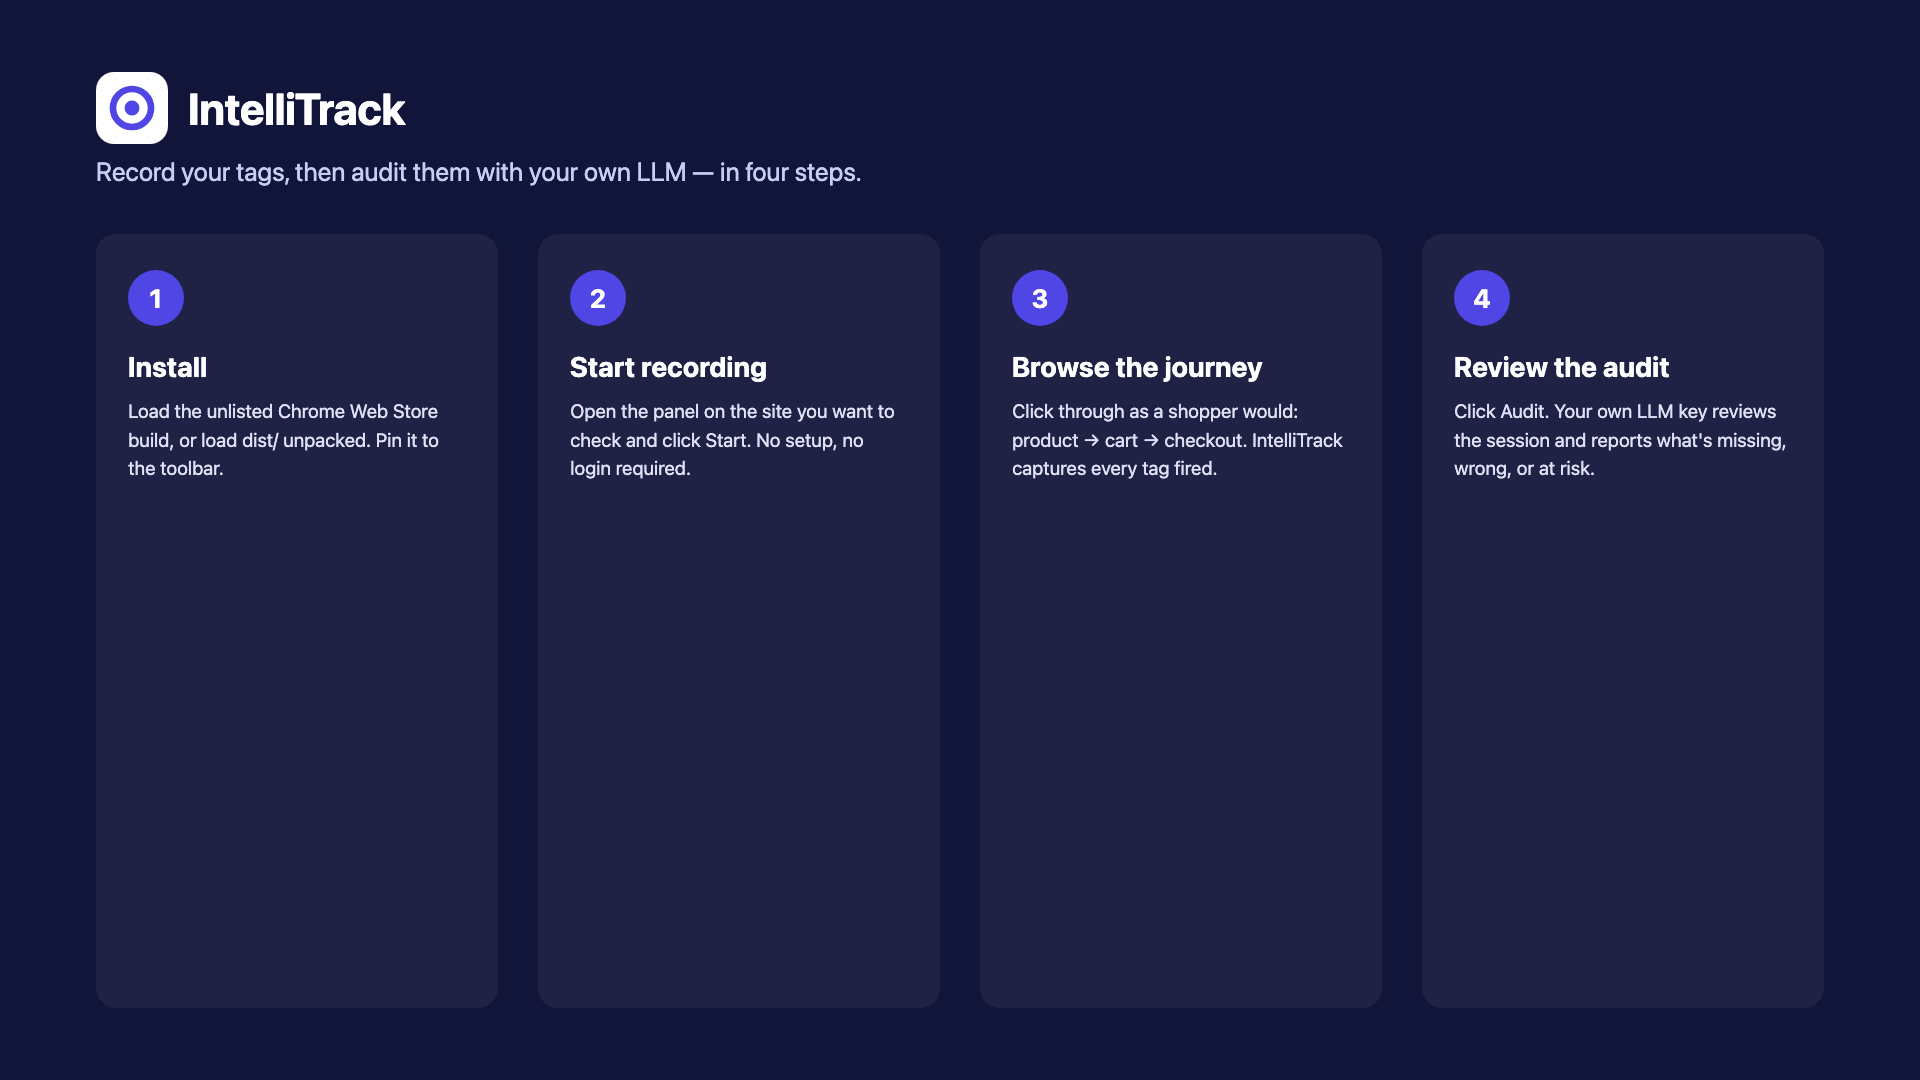 IntelliTrack
Record your tags, then audit them with your own LLM — in four steps.
1
Install
Load the unlisted Chrome Web Store
build, or load dist/ unpacked. Pin it to
the toolbar.
2
Start recording
Open the panel on the site you want to
check and click Start. No setup, no
login required.
3
Browse the journey
Click through as a shopper would:
product → cart → checkout. IntelliTrack
captures every tag fired.
4
Review the audit
Click Audit. Your own LLM key reviews
the session and reports what's missing,
wrong, or at risk.